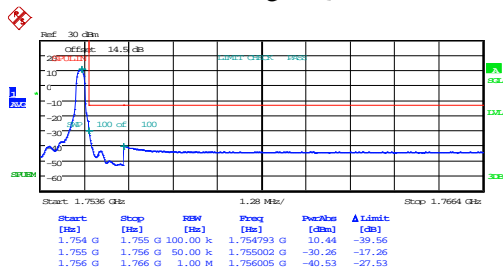 Ref 30 dBm
Offset 14.5 dB
SPULIN
LIMIT CHECK PASS
20
10
0
-10
-20
-30
-40
-50
-60
1
AVG
*
A
SGL
LVL
3DB
SWP 100 of 100
Start 1.7536 GHz 1.28 MHz/ Stop 1.7664 GHz
Start Stop RBW Freq PwrAbs Δ Limit
[Hz] [Hz] [Hz] [dBm] [dB]
1.754 G 1.755 G 100.00 k 1.754793 G 10.44 -39.56
1.755 G 1.756 G 50.00 k 1.755002 G -30.26 -17.26
1.756 G 1.766 G 1.00 M 1.756005 G -40.53 -27.53